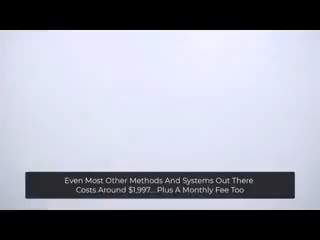 Even Most Other Methods And Systems Out There
Costs Around $1,997...Plus A Monthly Fee Too